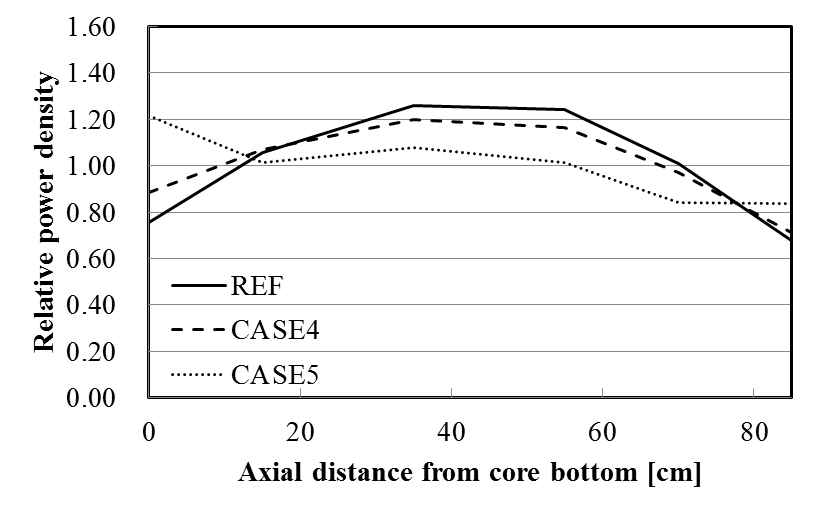 1.60
1.40
1.20
1.00
0.80
0.60
0.40
0.20
0.00
Relative power density
REF
CASE4
CASE5
0 20 40 60 80
Axial distance from core bottom [cm]